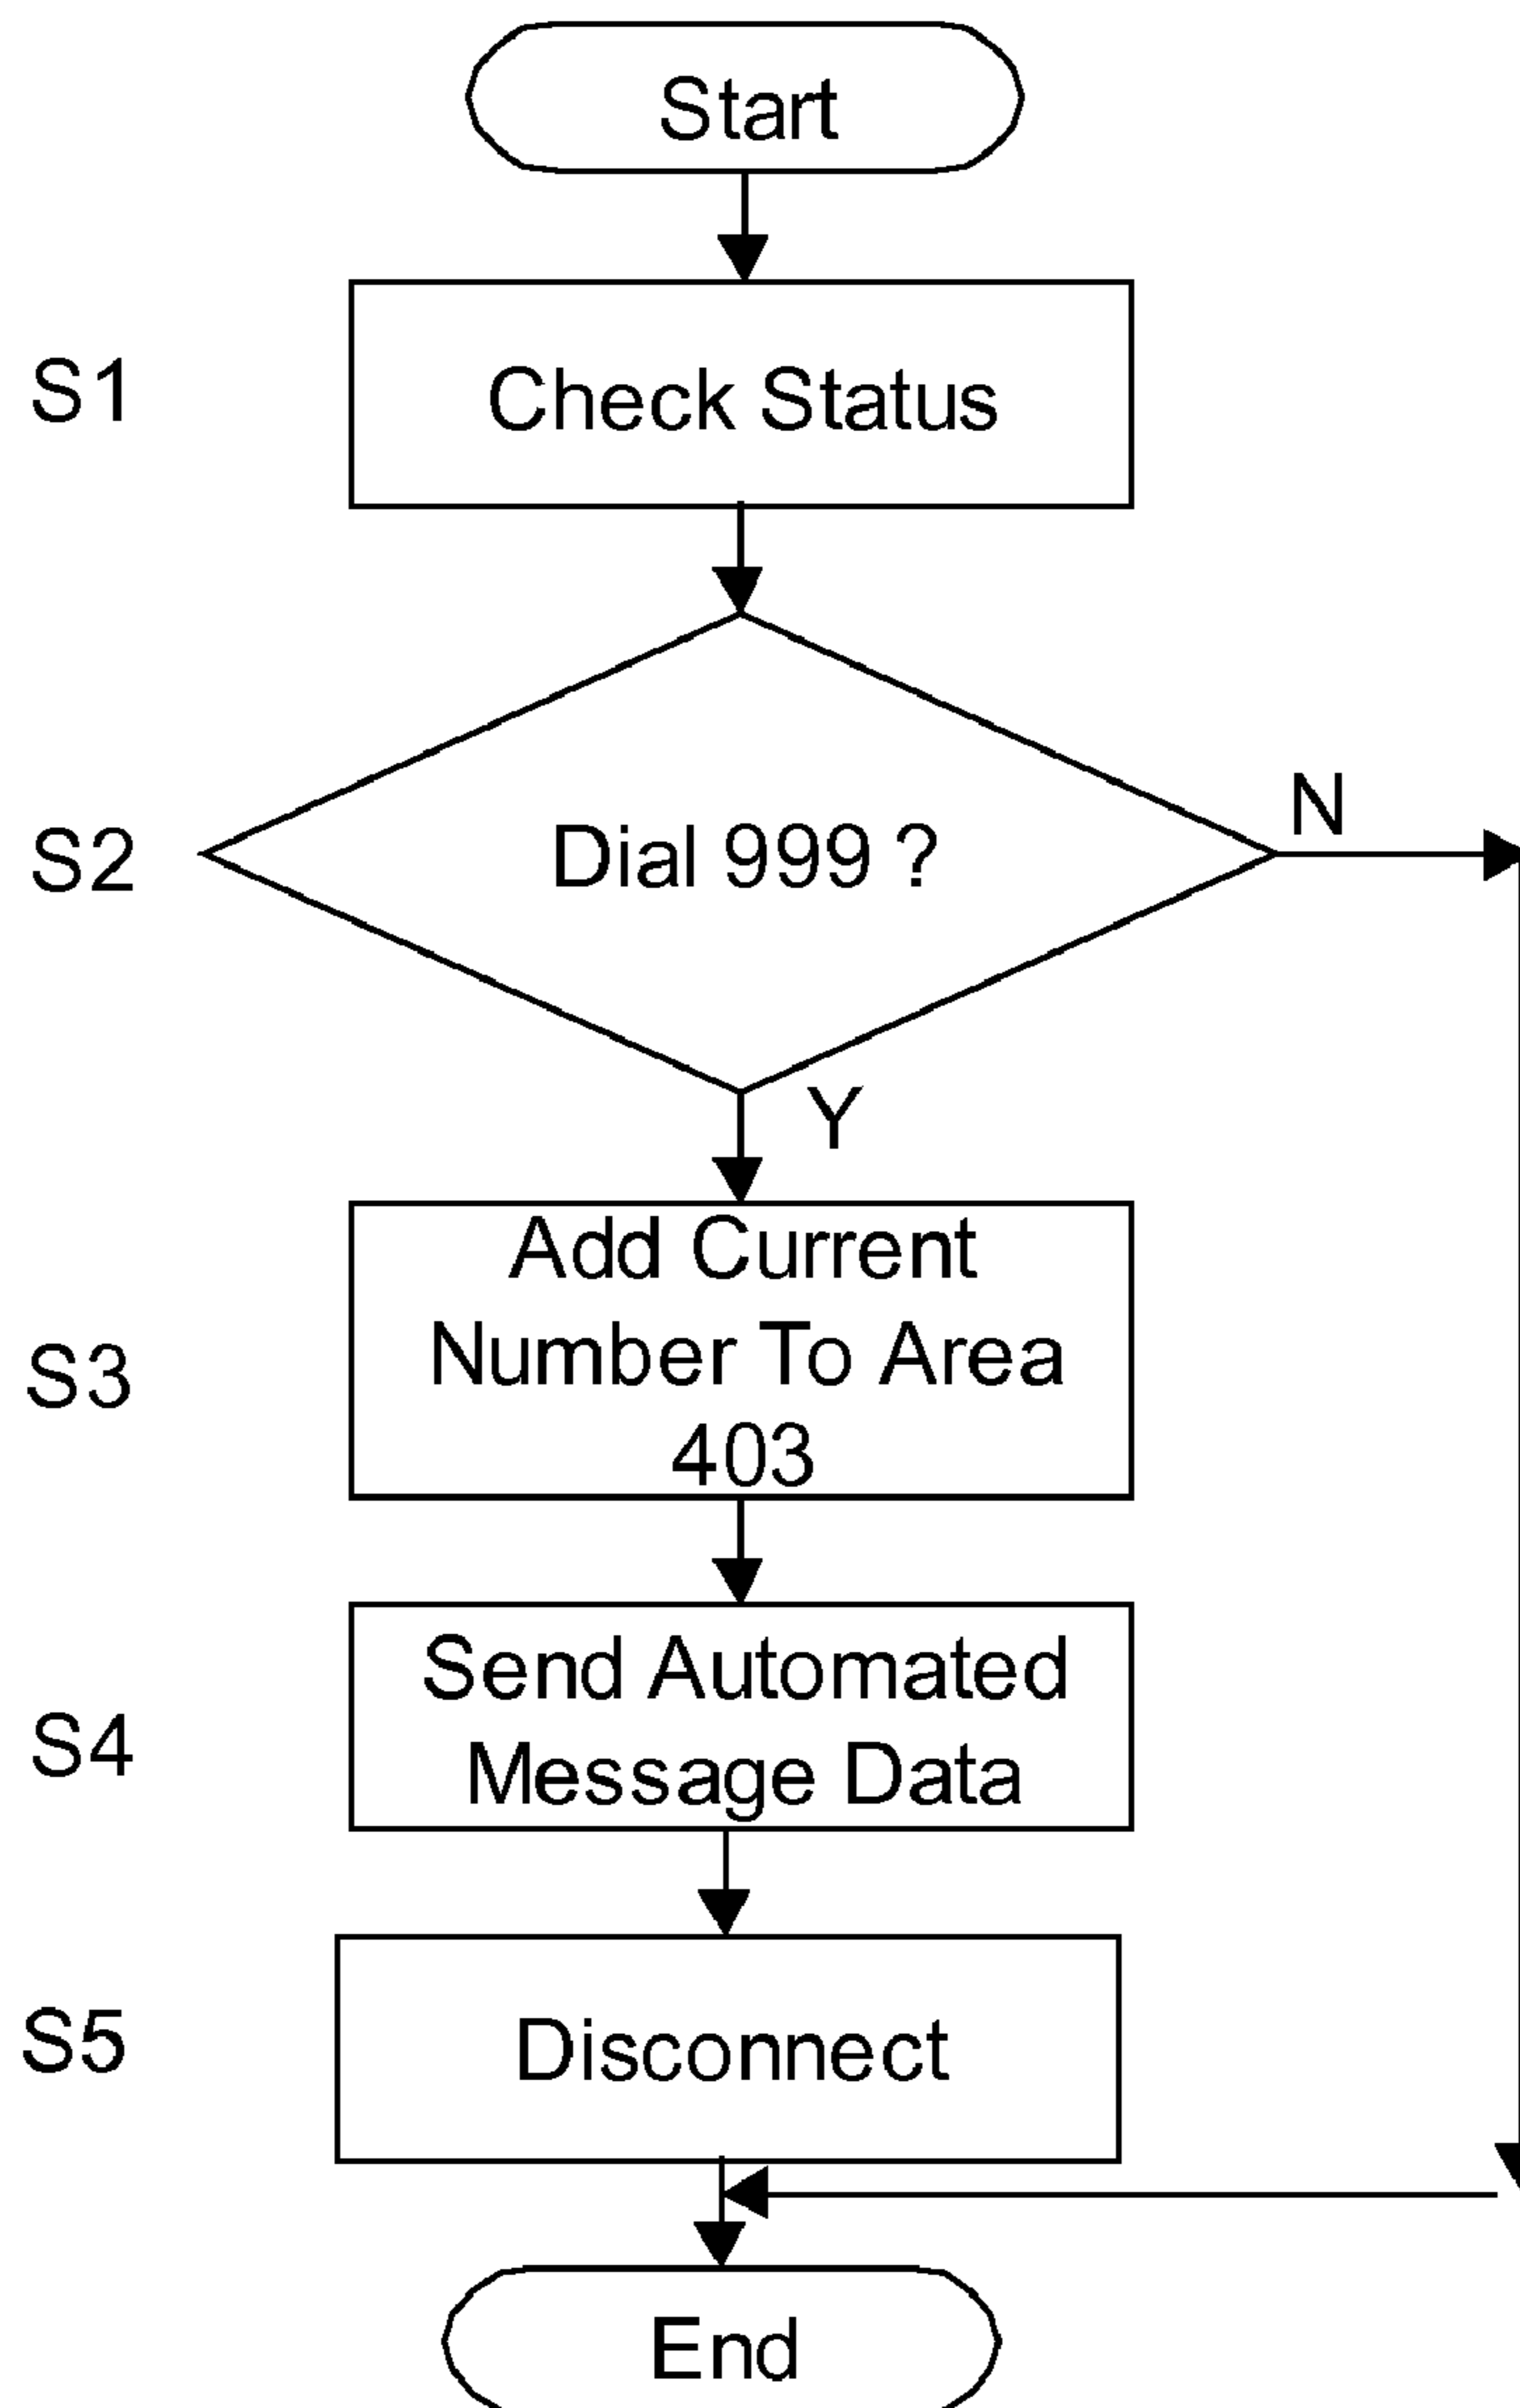 Start
S1
Check Status
S2
Dial 999 ?
N
Y
S3
Add Current
Number To Area
403
S4
Send Automated
Message Data
S5
Disconnect
End